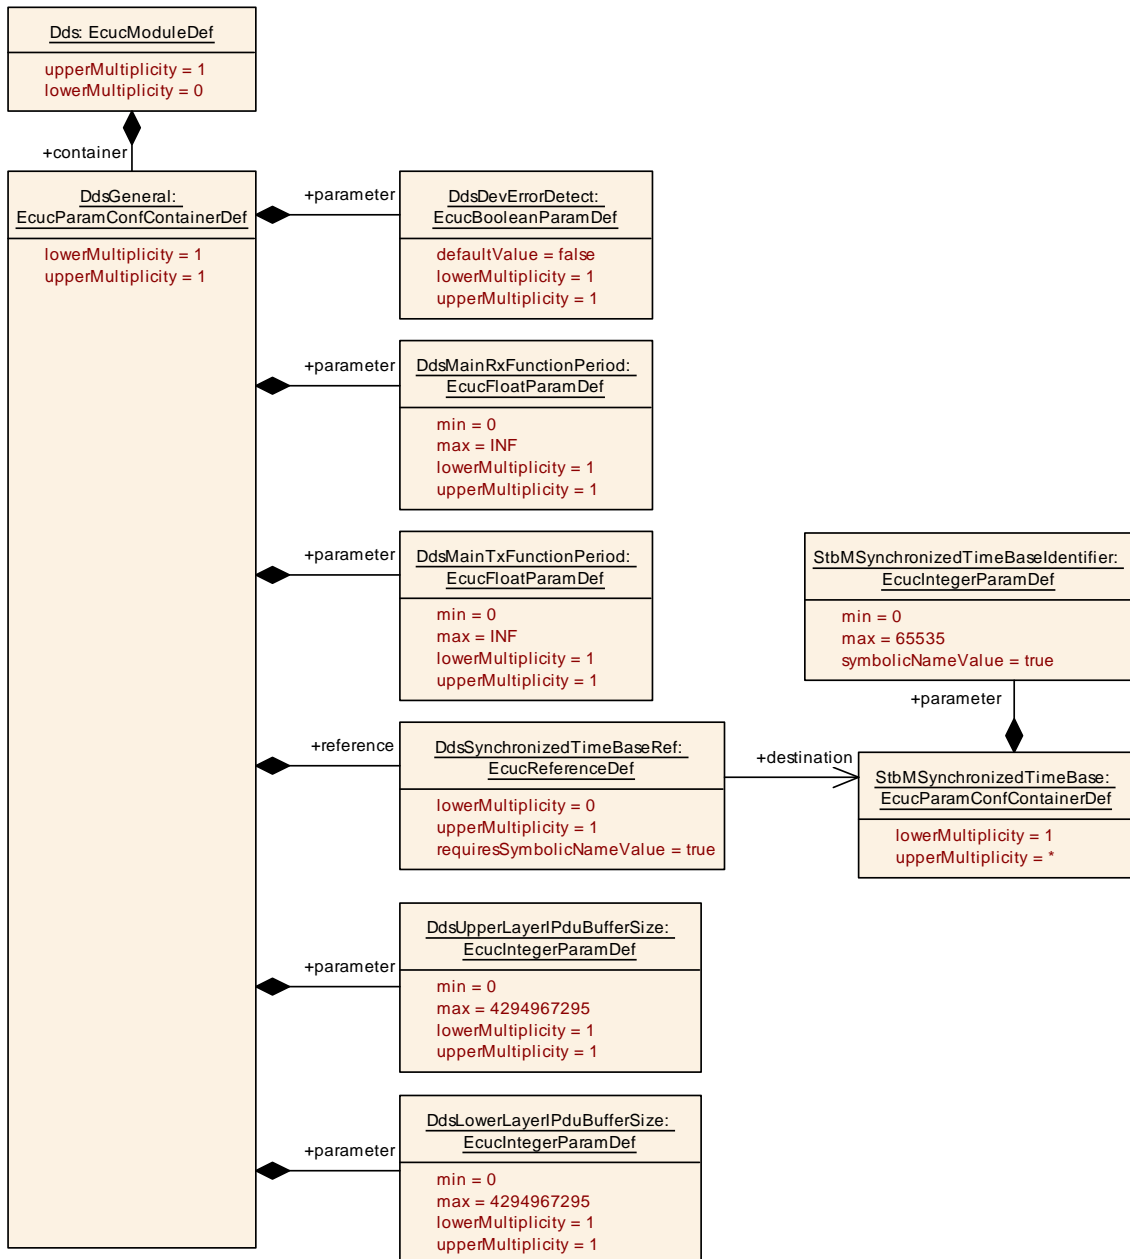 Dds: EcucModuleDef
upperMultiplicity = 1
lowerMultiplicity = 0
+container
DdsGeneral:
EcucParamConfContainerDef
lowerMultiplicity = 1
upperMultiplicity = 1
+parameter
DdsDevErrorDetect:
EcucBooleanParamDef
defaultValue = false
lowerMultiplicity = 1
upperMultiplicity = 1
+parameter
DdsMainRxFunctionPeriod:
EcucFloatParamDef
min = 0
max = INF
lowerMultiplicity = 1
upperMultiplicity = 1
+parameter
DdsMainTxFunctionPeriod:
EcucFloatParamDef
min = 0
max = INF
lowerMultiplicity = 1
upperMultiplicity = 1
StbMSynchronizedTimeBaseIdentifier:
EcucIntegerParamDef
min = 0
max = 65535
symbolicNameValue = true
+parameter
+reference
DdsSynchronizedTimeBaseRef:
EcucReferenceDef
lowerMultiplicity = 0
upperMultiplicity = 1
requiresSymbolicNameValue = true
+destination
StbMSynchronizedTimeBase:
EcucParamConfContainerDef
lowerMultiplicity = 1
upperMultiplicity = *
+parameter
DdsUpperLayerIPduBufferSize:
EcucIntegerParamDef
min = 0
max = 4294967295
lowerMultiplicity = 1
upperMultiplicity = 1
+parameter
DdsLowerLayerIPduBufferSize:
EcucIntegerParamDef
min = 0
max = 4294967295
lowerMultiplicity = 1
upperMultiplicity = 1